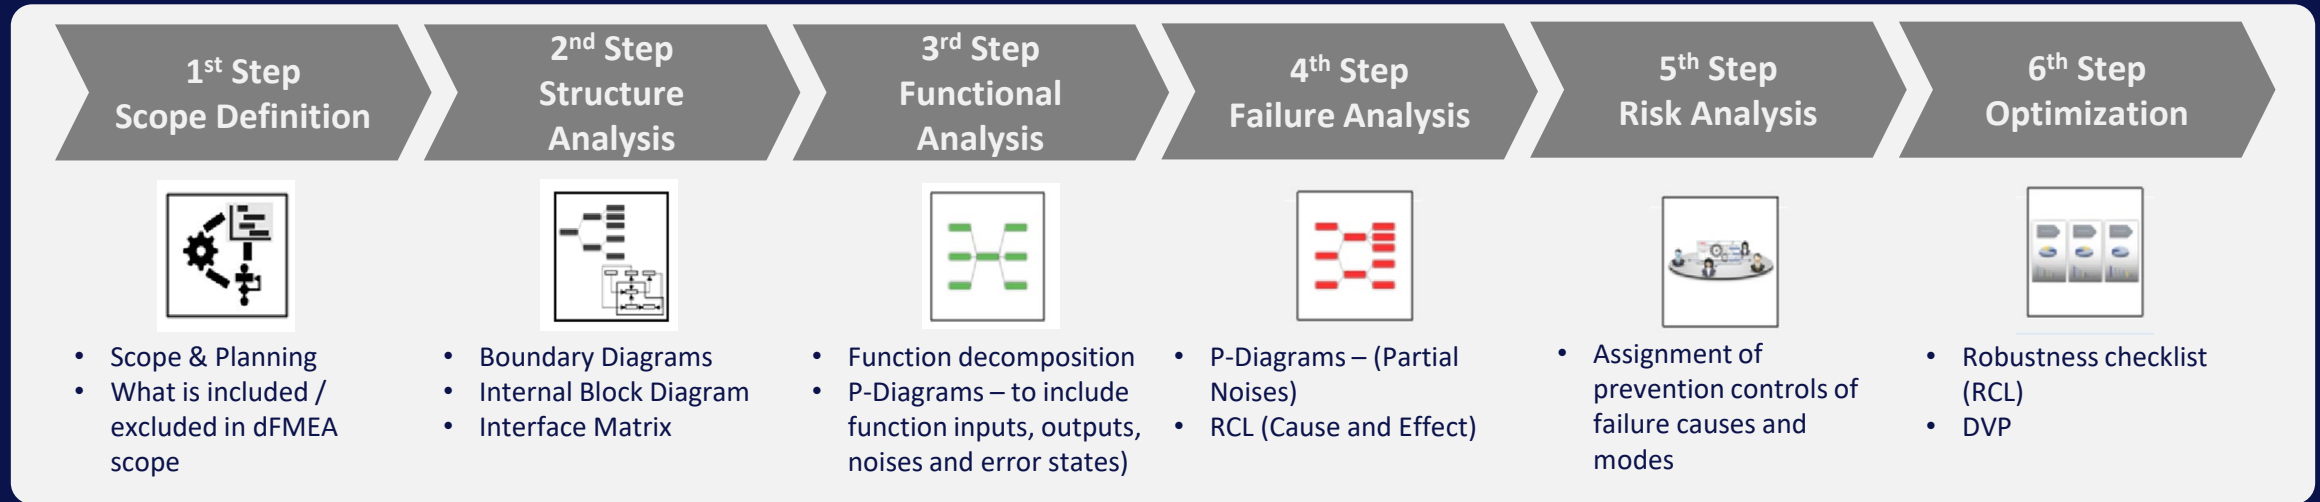 1st Step
Scope Definition
2nd Step
Structure
Analysis
3rd Step
Functional
Analysis
4th Step
Failure Analysis
5th Step
Risk Analysis
6th Step
Optimization
• Scope & Planning
• What is included /
excluded in dFMEA
scope
• Boundary Diagrams
• Internal Block Diagram
• Interface Matrix
• Function decomposition
• P-Diagrams – to include
function inputs, outputs,
noises and error states)
• P-Diagrams – (Partial
Noises)
• RCL (Cause and Effect)
• Assignment of
prevention controls of
failure causes and
modes
• Robustness checklist
(RCL)
• DVP